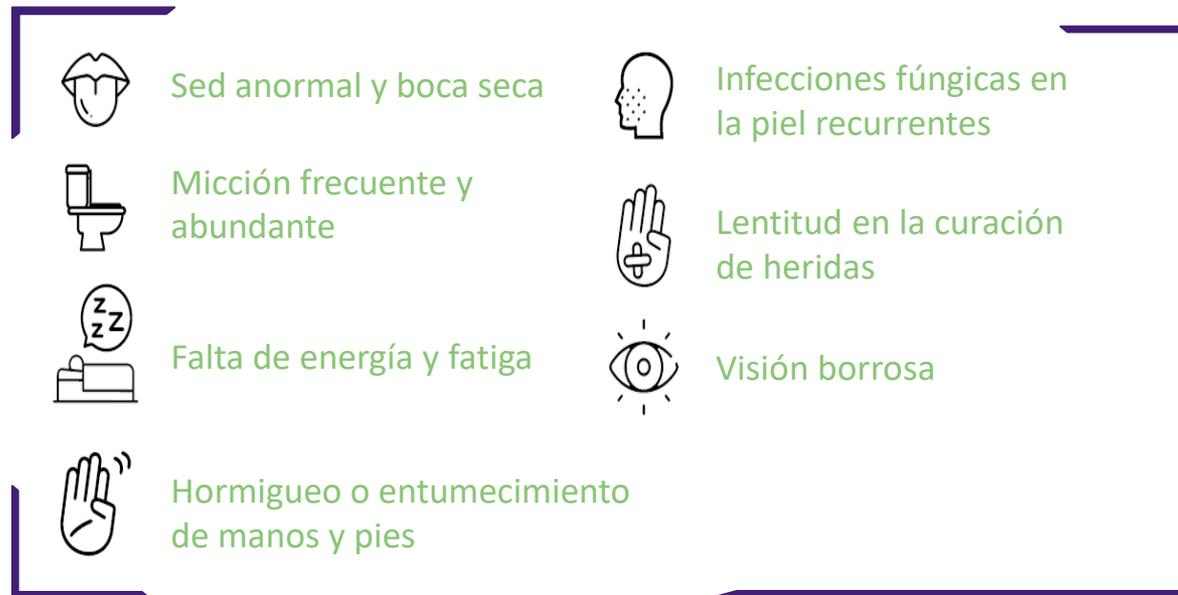 Sed anormal y boca seca
Micción frecuente y
abundante
Falta de energía y fatiga
Hormigueo o entumecimiento
de manos y pies
Infecciones fúngicas en
la piel recurrentes
Lentitud en la curación
de heridas
Visión borrosa